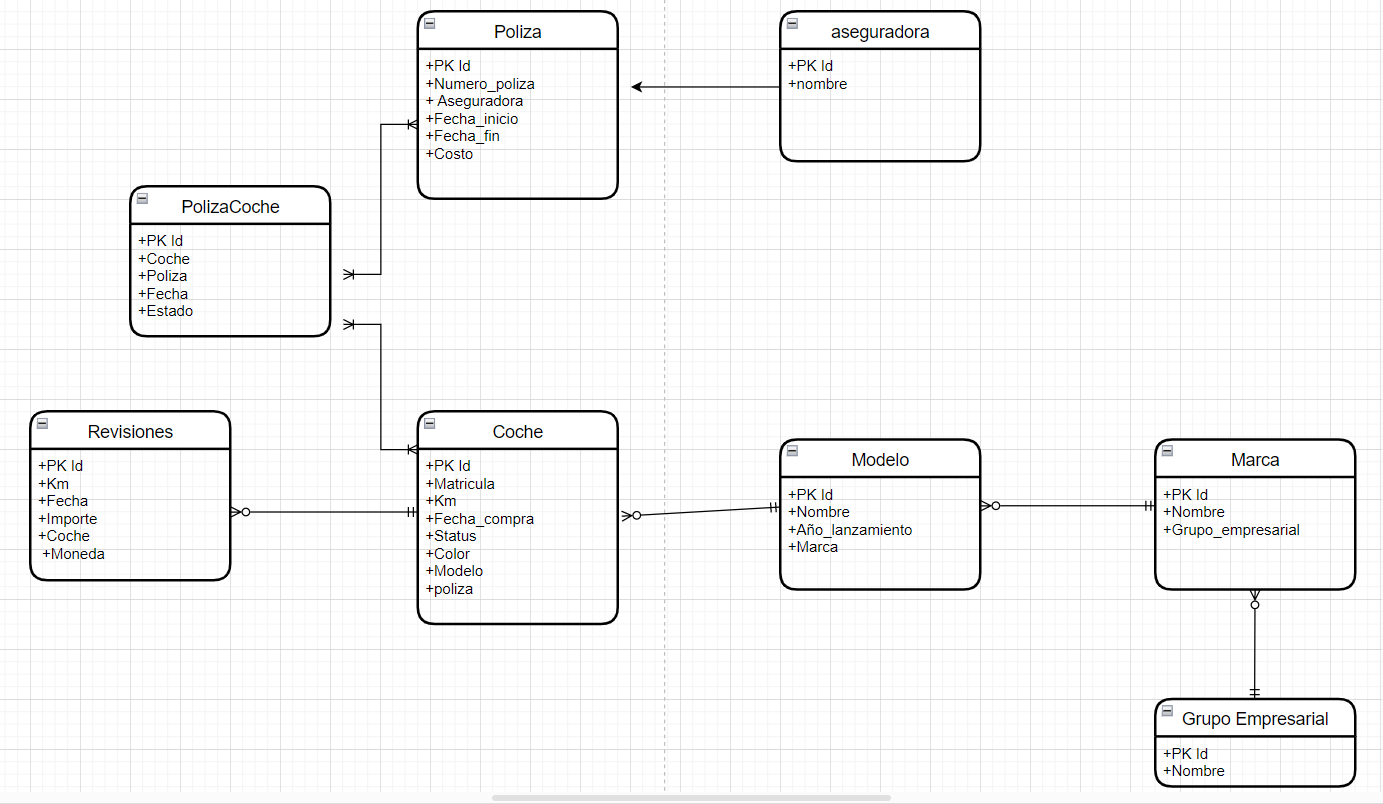 Poliza
+PK Id
+Numero_poliza
+ Aseguradora
+Fecha_inicio
+Fecha_fin
+Costo
aseguradora
+PK Id
+nombre
PolizaCoche
+PK Id
+Coche
+Poliza
+Fecha
+Estado
Revisiones
+PK Id
+Km
+Fecha
+Importe
+Coche
+Moneda
Coche
+PK Id
+Matricula
+Km
+Fecha_compra
+Status
+Color
+Modelo
+poliza
Modelo
+PK Id
+Nombre
+Año_lanzamiento
+Marca
Marca
+PK Id
+Nombre
+Grupo_empresarial
Grupo Empresarial
+PK Id
+Nombre